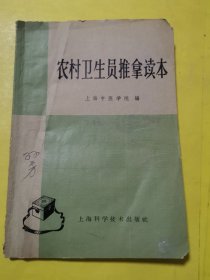 农村卫生员推拿读本
上海中医学院 编
上海科学技术出版社